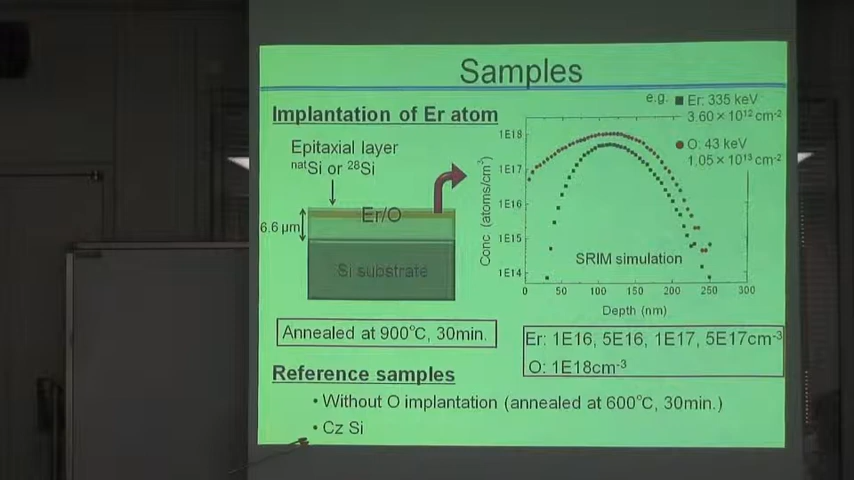 Samples
Implantation of Er atom
Epitaxial layer
natSi or 28Si
Er/O
6.6 μm
Si substrate
Annealed at 900°C, 30min.
Reference samples
• Without O implantation (annealed at 600°C, 30min.)
• Cz Si
e.g. ■ Er: 335 keV
3.60 × 10¹² cm⁻²
● O: 43 keV
1.05 × 10¹³ cm⁻²
Conc (atoms/cm³)
1E18
1E17
1E16
1E15
1E14
SRIM simulation
0 50 100 150 200 250 300
Depth (nm)
Er: 1E16, 5E16, 1E17, 5E17cm⁻³
O: 1E18cm⁻³